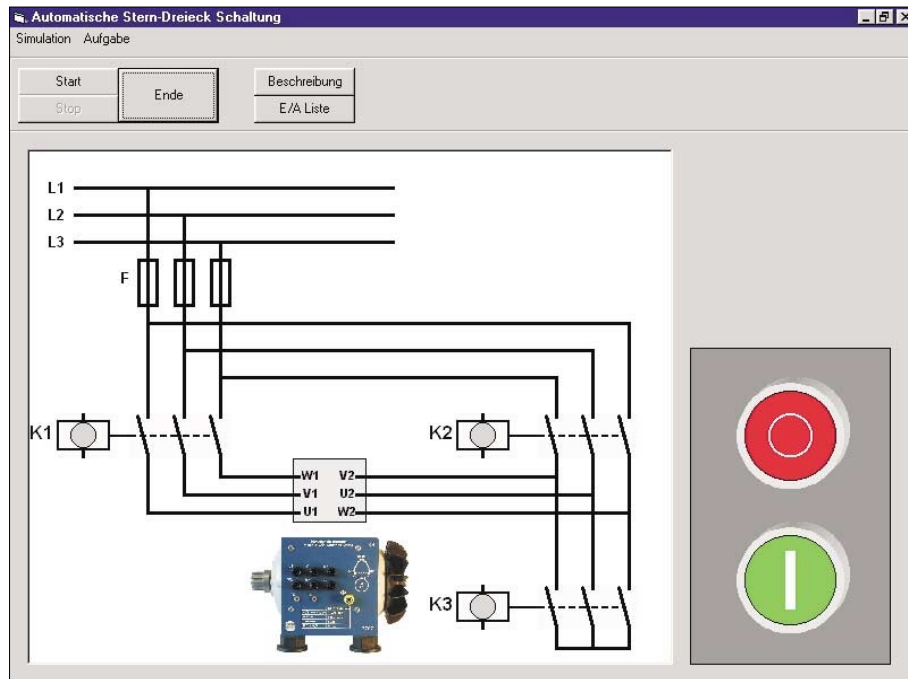 Automatische Stern-Dreieck Schaltung
Simulation Aufgabe
Start
Stop
Ende
Beschreibung
E/A Liste
L1
L2
L3
F
K1
K2
W1 V2
V1 U2
U1 W2
K3